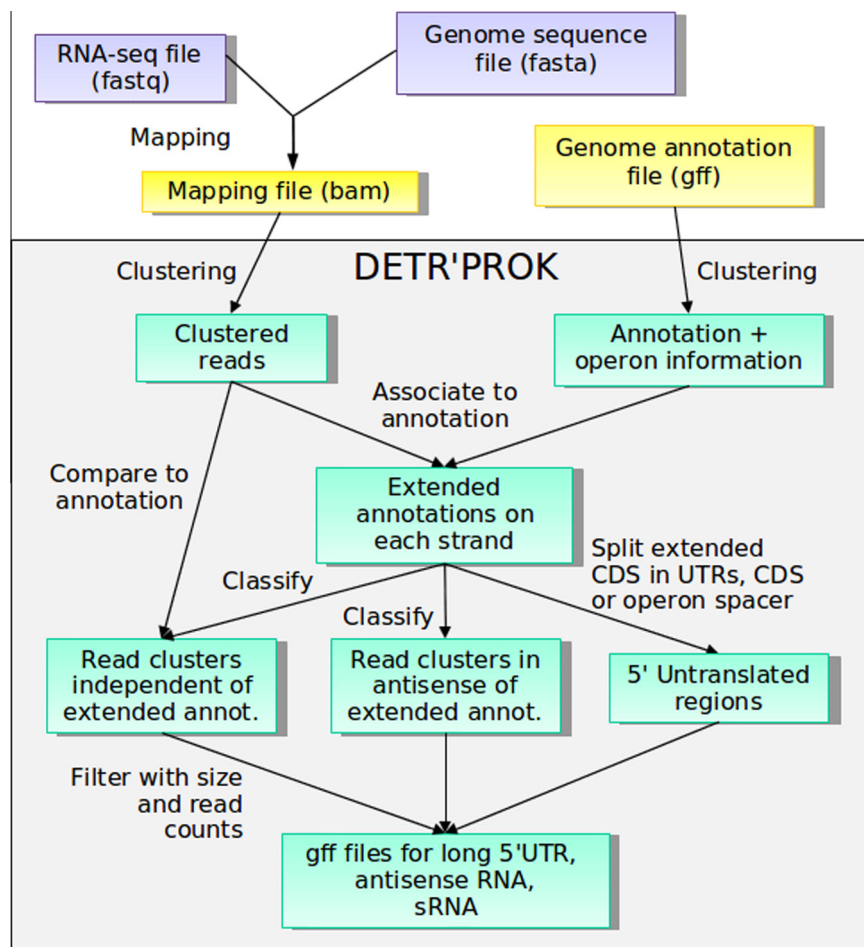 RNA-seq file
(fastq)
Genome sequence
file (fasta)
Mapping
Mapping file (bam)
Genome annotation
file (gff)
DETR'PROK
Clustering
Clustering
Clustered
reads
Annotation +
operon information
Associate to
annotation
Compare to
annotation
Extended
annotations on
each strand
Split extended
CDS in UTRs, CDS
or operon spacer
Classify
Classify
Read clusters
independent of
extended annot.
Read clusters in
antisense of
extended annot.
5' Untranslated
regions
Filter with size
and read
counts
gff files for long 5'UTR,
antisense RNA,
sRNA